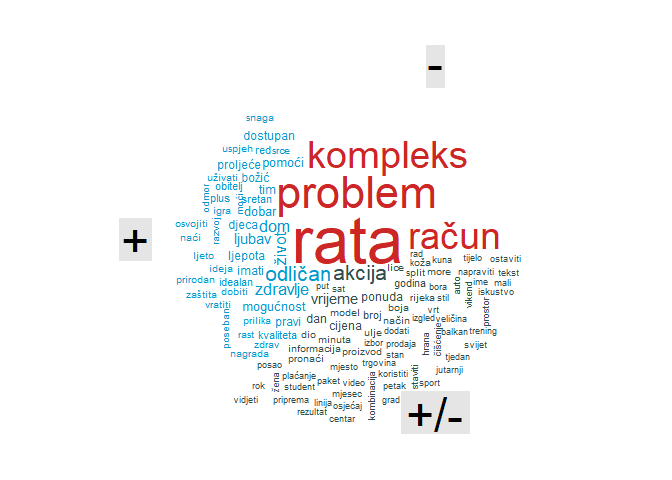 -
snaga
dostupan
uspjeh red srce kompleks
proljeće pomoći
uživati božić
obitelj tim problem
odmor plus moći sretan
igra dobar
osvojiti razvoj djeca dom rata račun
+
naći ljubav
ljeto ljepota život rad kuna tijelo ostaviti
ideja imati odličan akcija lice koža split more napraviti tekst
prirodan idealan zdravlje put sat godina bora auto vikend ime mali
zaštita dobiti vrijeme ponuda rijeka stil prostor iskustvo
vratiti mogućnost model broj boja vrt
posebani prilika pravi dan cijena način izgled veličina
rast kvaliteta dio ulje dodati balkan trening
zdrav minuta izbor prodaja hrana čišćenje svijet
nagrada informacija proizvod stan tjedan
posao pronaći trgovina
žena plaćanje mjesto koristiti staviti jutarnji
rok student paket video petak sport
vidjeti priprema mjesec kombinacija grad
linija osjećaj
rezultat centar
+/-